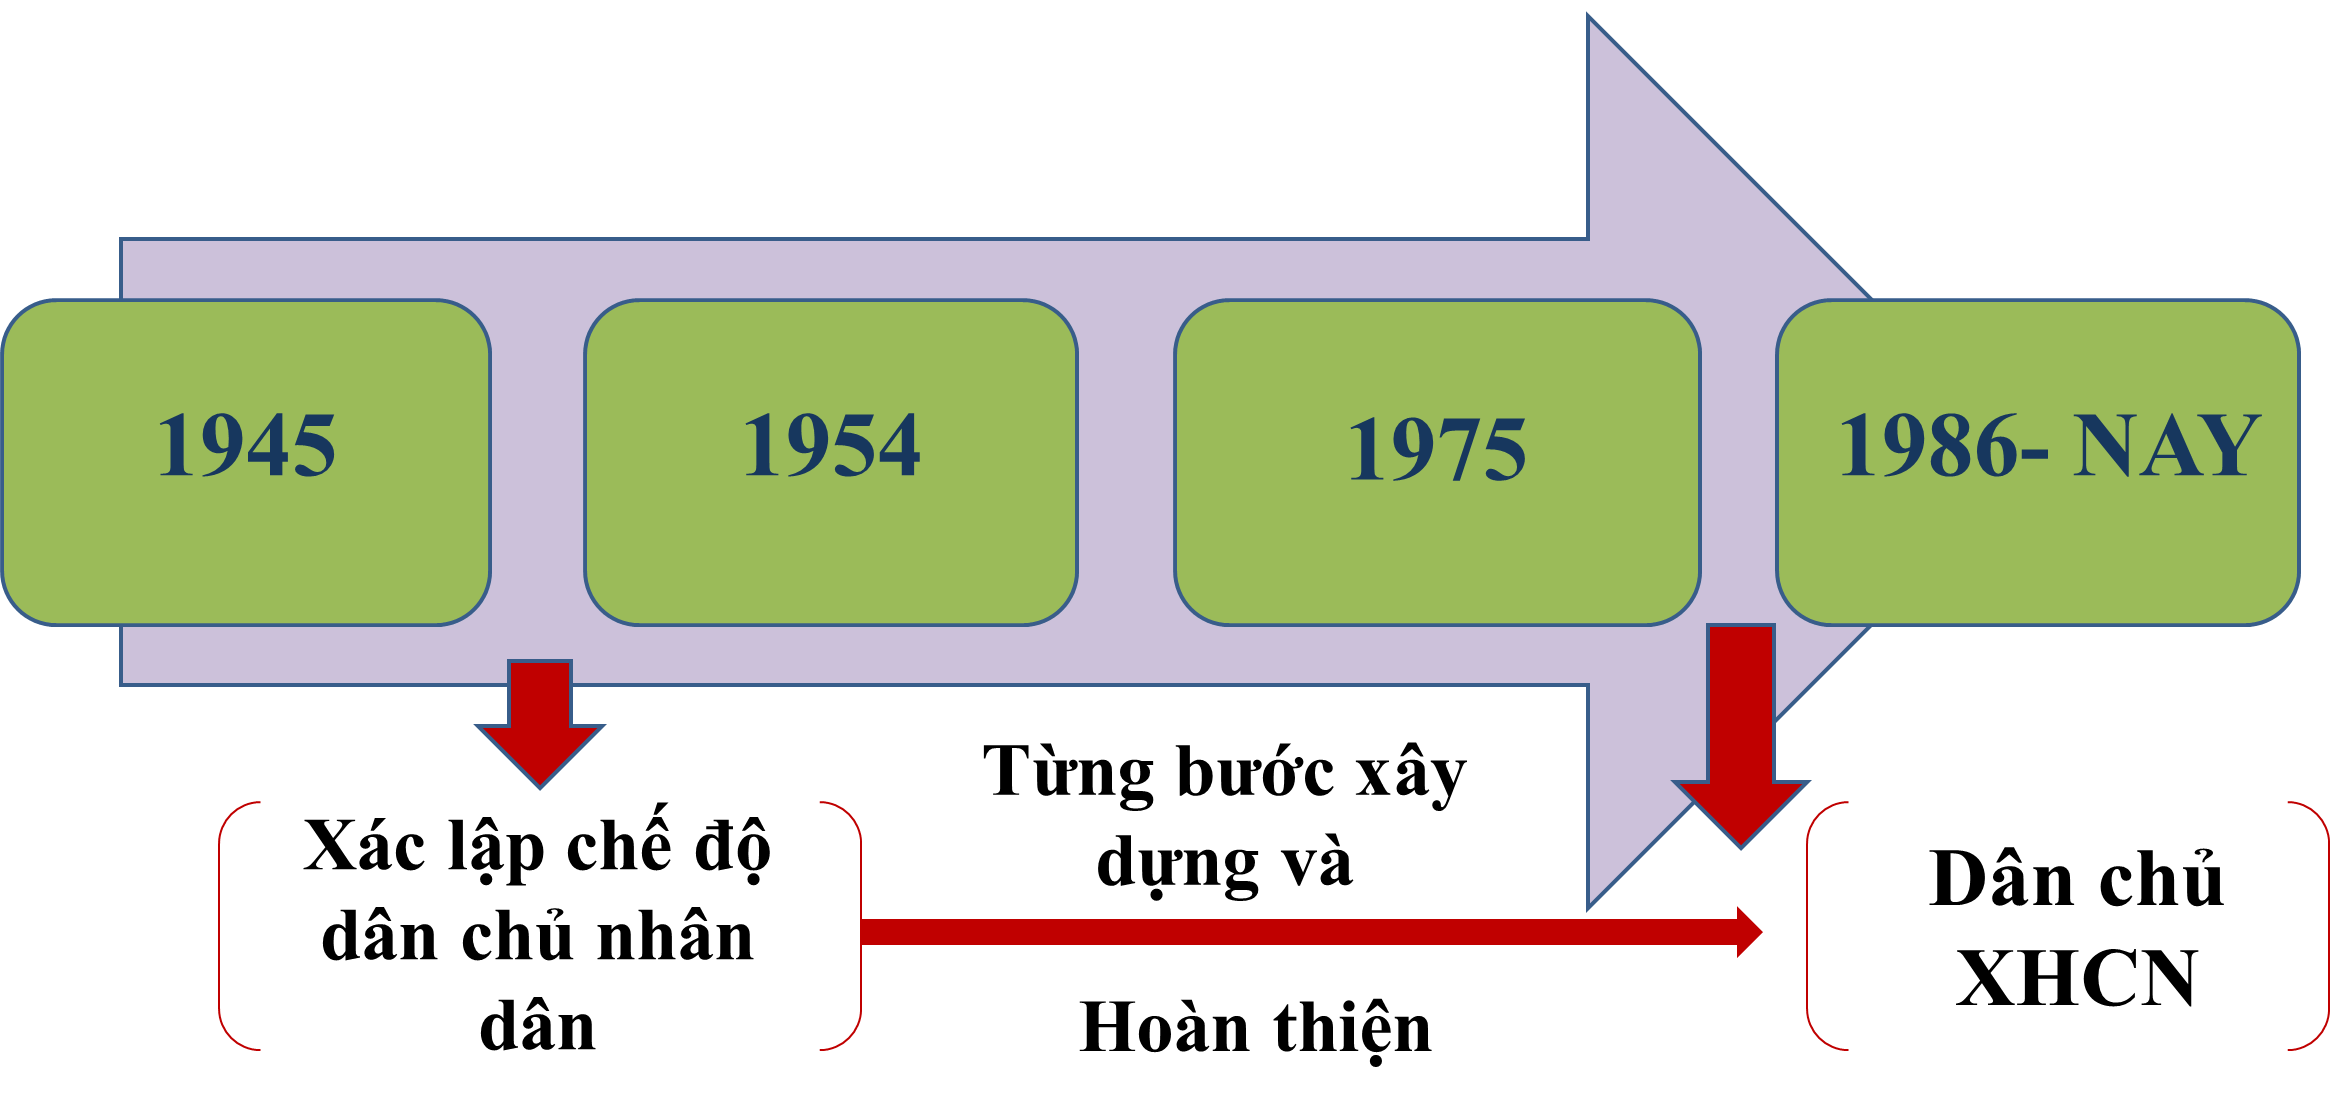 1945
1954
1975
1986- NAY
Xác lập chế độ
dân chủ nhân
dân
Từng bước xây
dựng và
Hoàn thiện
Dân chủ
XHCN